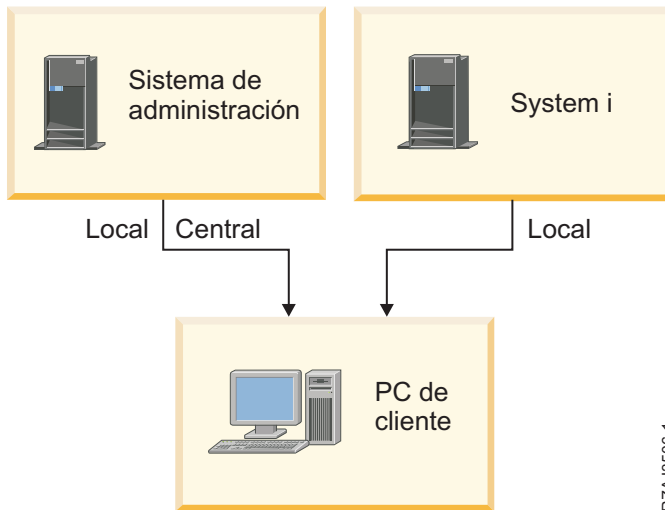 Sistema de
administración
System i
Local
Central
Local
PC de
cliente